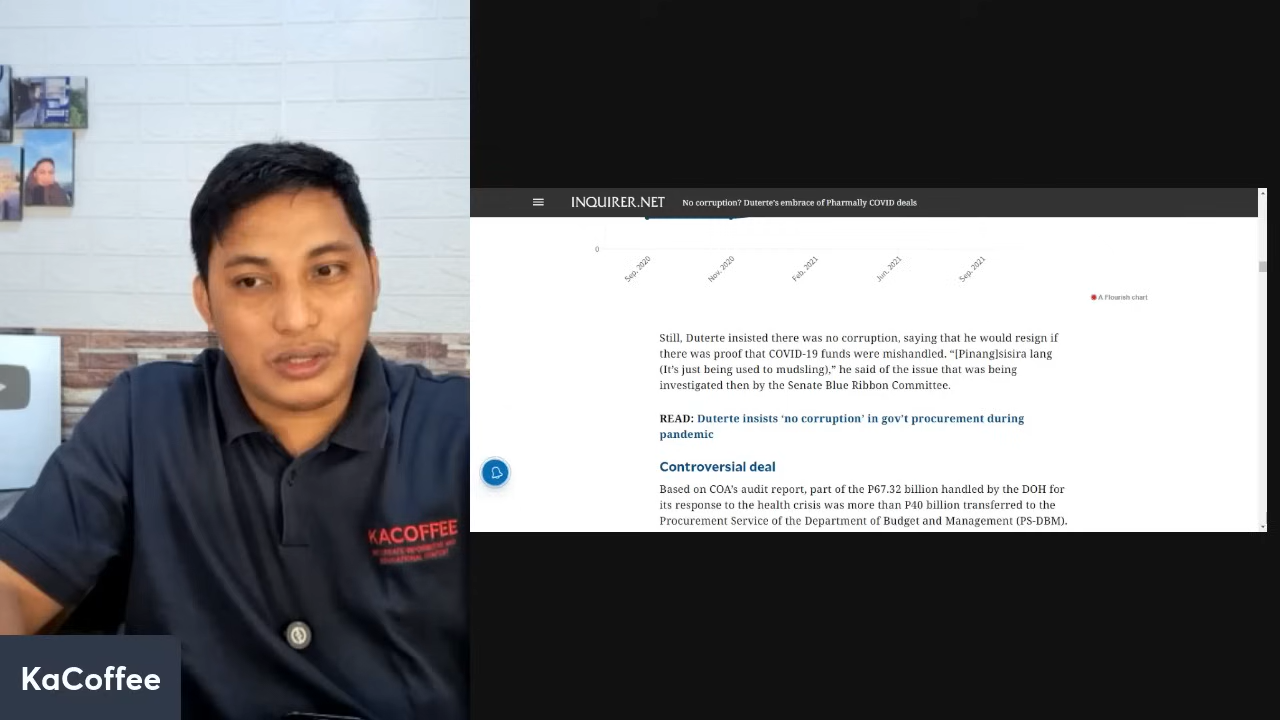 INQUIRER.NET
No corruption? Duterte's embrace of Pharmally COVID deals
0
Sep, 2020
Nov, 2020
Feb, 2021
Jun, 2021
Sep, 2021
A Flourish chart
Still, Duterte insisted there was no corruption, saying that he would resign if
there was proof that COVID-19 funds were mishandled. “[Pinang]sisira lang
(It’s just being used to mudsling),” he said of the issue that was being
investigated then by the Senate Blue Ribbon Committee.
READ: Duterte insists ‘no corruption’ in gov’t procurement during
pandemic
Controversial deal
Based on COA’s audit report, part of the P67.32 billion handled by the DOH for
its response to the health crisis was more than P40 billion transferred to the
Procurement Service of the Department of Budget and Management (PS-DBM).
KACOFFEE
KaCoffee